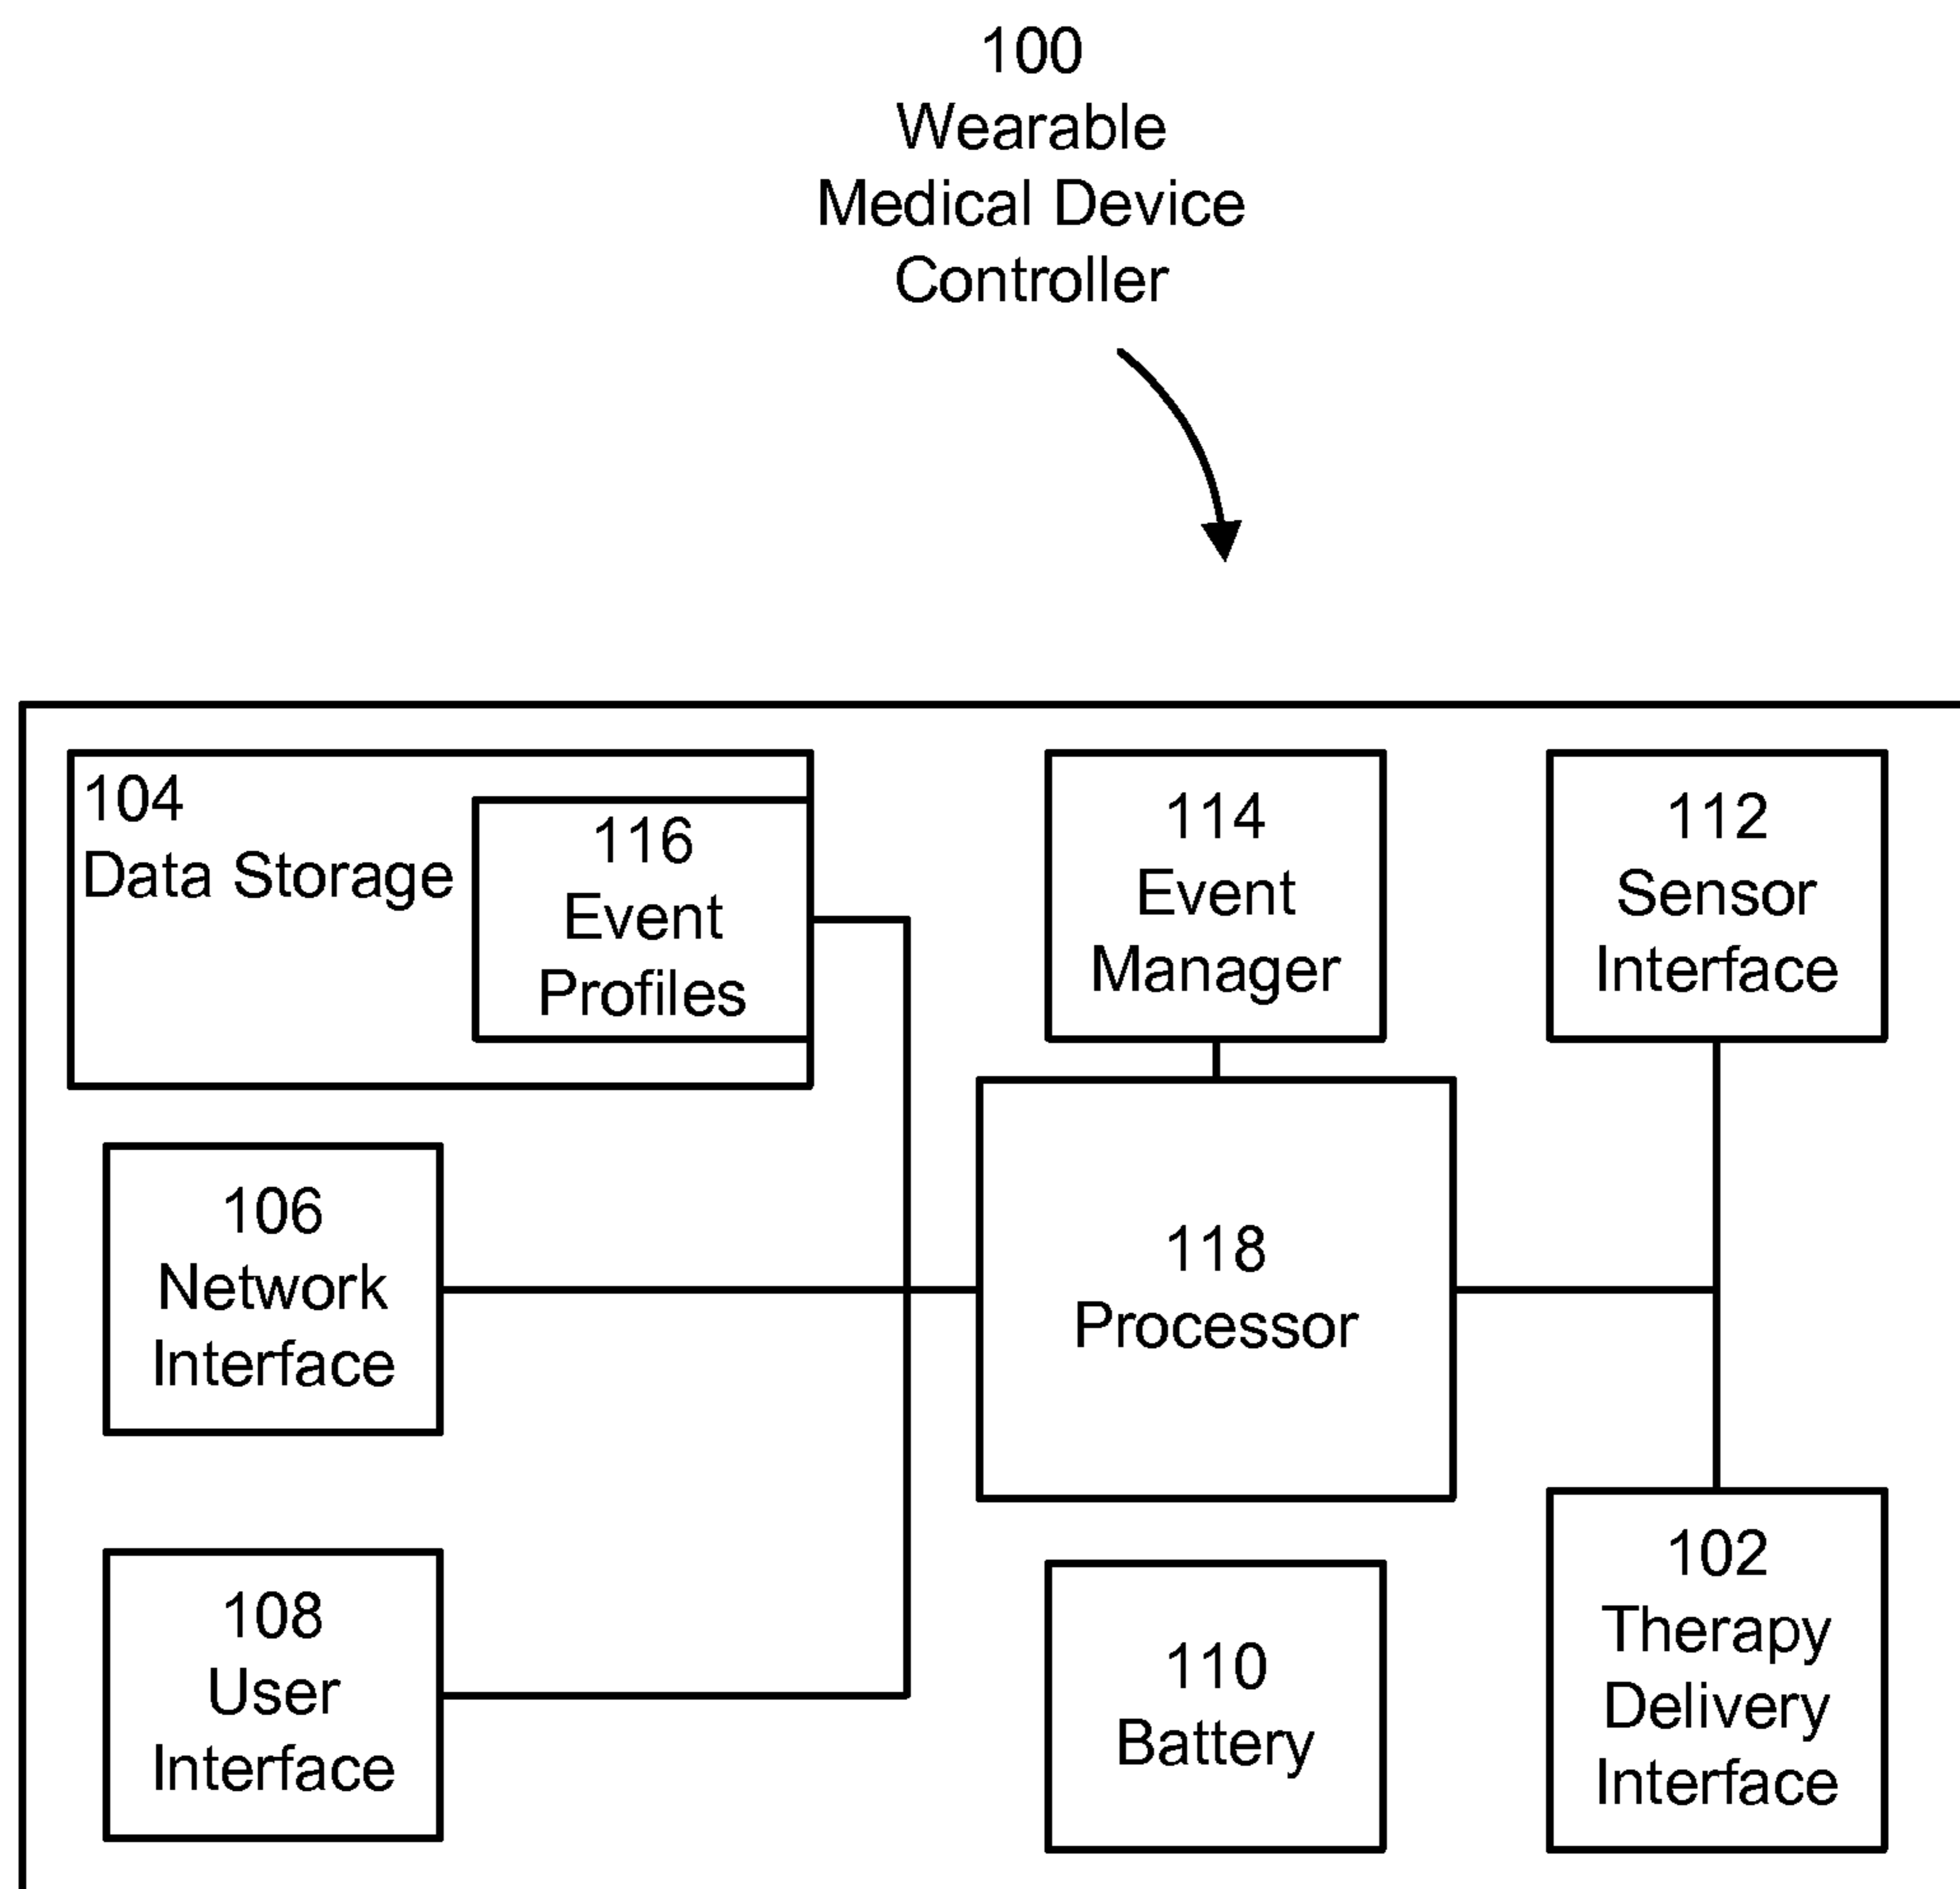 100
Wearable
Medical Device
Controller
104
Data Storage
116
Event
Profiles
114
Event
Manager
112
Sensor
Interface
106
Network
Interface
118
Processor
108
User
Interface
110
Battery
102
Therapy
Delivery
Interface